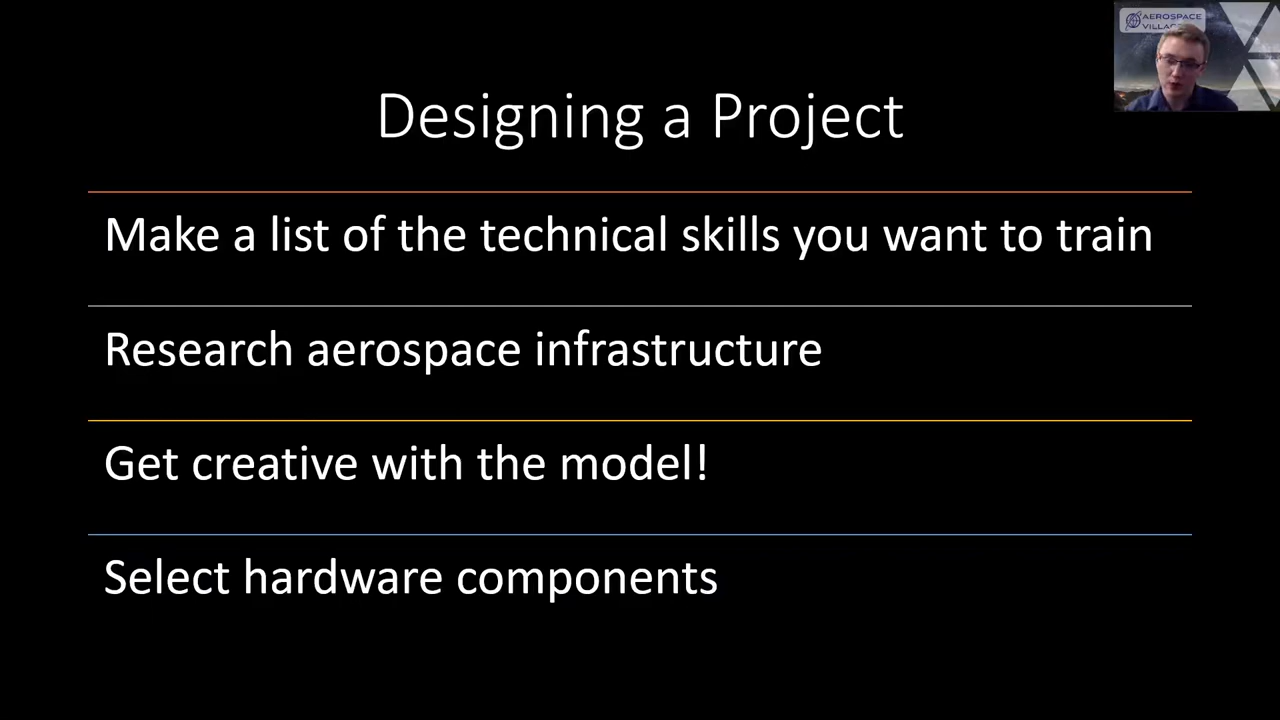 AEROSPACE
VILLAGE
Designing a Project
Make a list of the technical skills you want to train
Research aerospace infrastructure
Get creative with the model!
Select hardware components